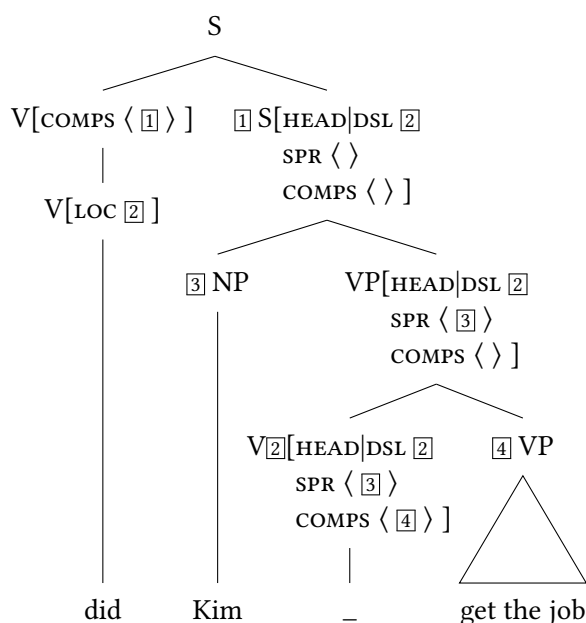 S
V[COMPS ⟨ 1 ⟩ ] 1 S[HEAD|DSL 2
SPR ⟨ ⟩
COMPS ⟨ ⟩ ]
V[LOC 2 ]
3 NP VP[HEAD|DSL 2
SPR ⟨ 3 ⟩
COMPS ⟨ ⟩ ]
V2[HEAD|DSL 2 4 VP
SPR ⟨ 3 ⟩
COMPS ⟨ 4 ⟩ ]
did Kim _ get the job